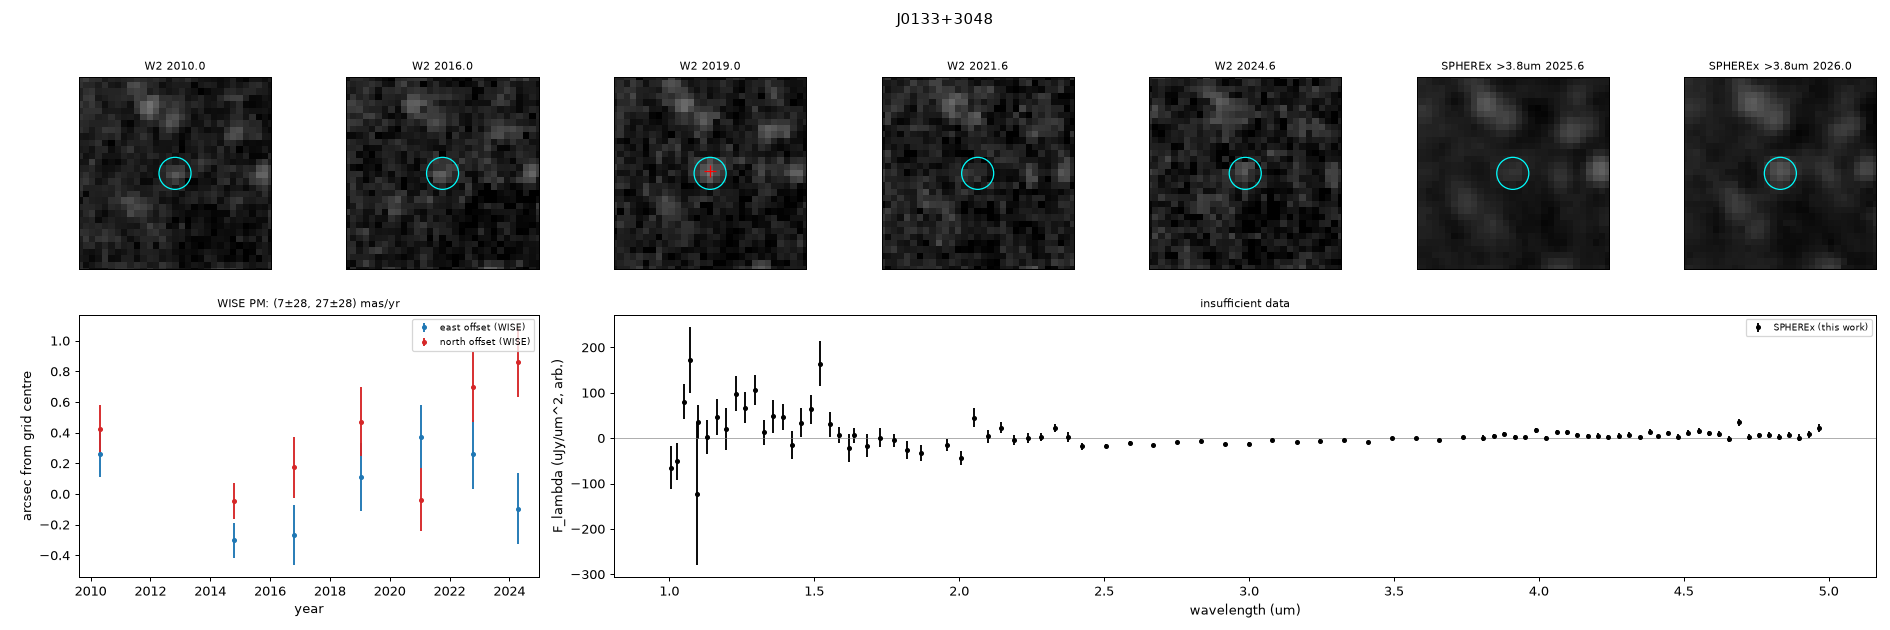 J0133+3048
W2 2010.0
W2 2016.0
W2 2019.0
W2 2021.6
W2 2024.6
SPHEREx >3.8um 2025.6
SPHEREx >3.8um 2026.0
WISE PM: (7±28, 27±28) mas/yr
east offset (WISE)
north offset (WISE)
arcsec from grid centre
1.0
0.8
0.6
0.4
0.2
0.0
−0.2
−0.4
2010 2012 2014 2016 2018 2020 2022 2024
year
insufficient data
SPHEREx (this work)
F_lambda (uJy/um^2, arb.)
200
100
0
−100
−200
−300
1.0 1.5 2.0 2.5 3.0 3.5 4.0 4.5 5.0
wavelength (um)